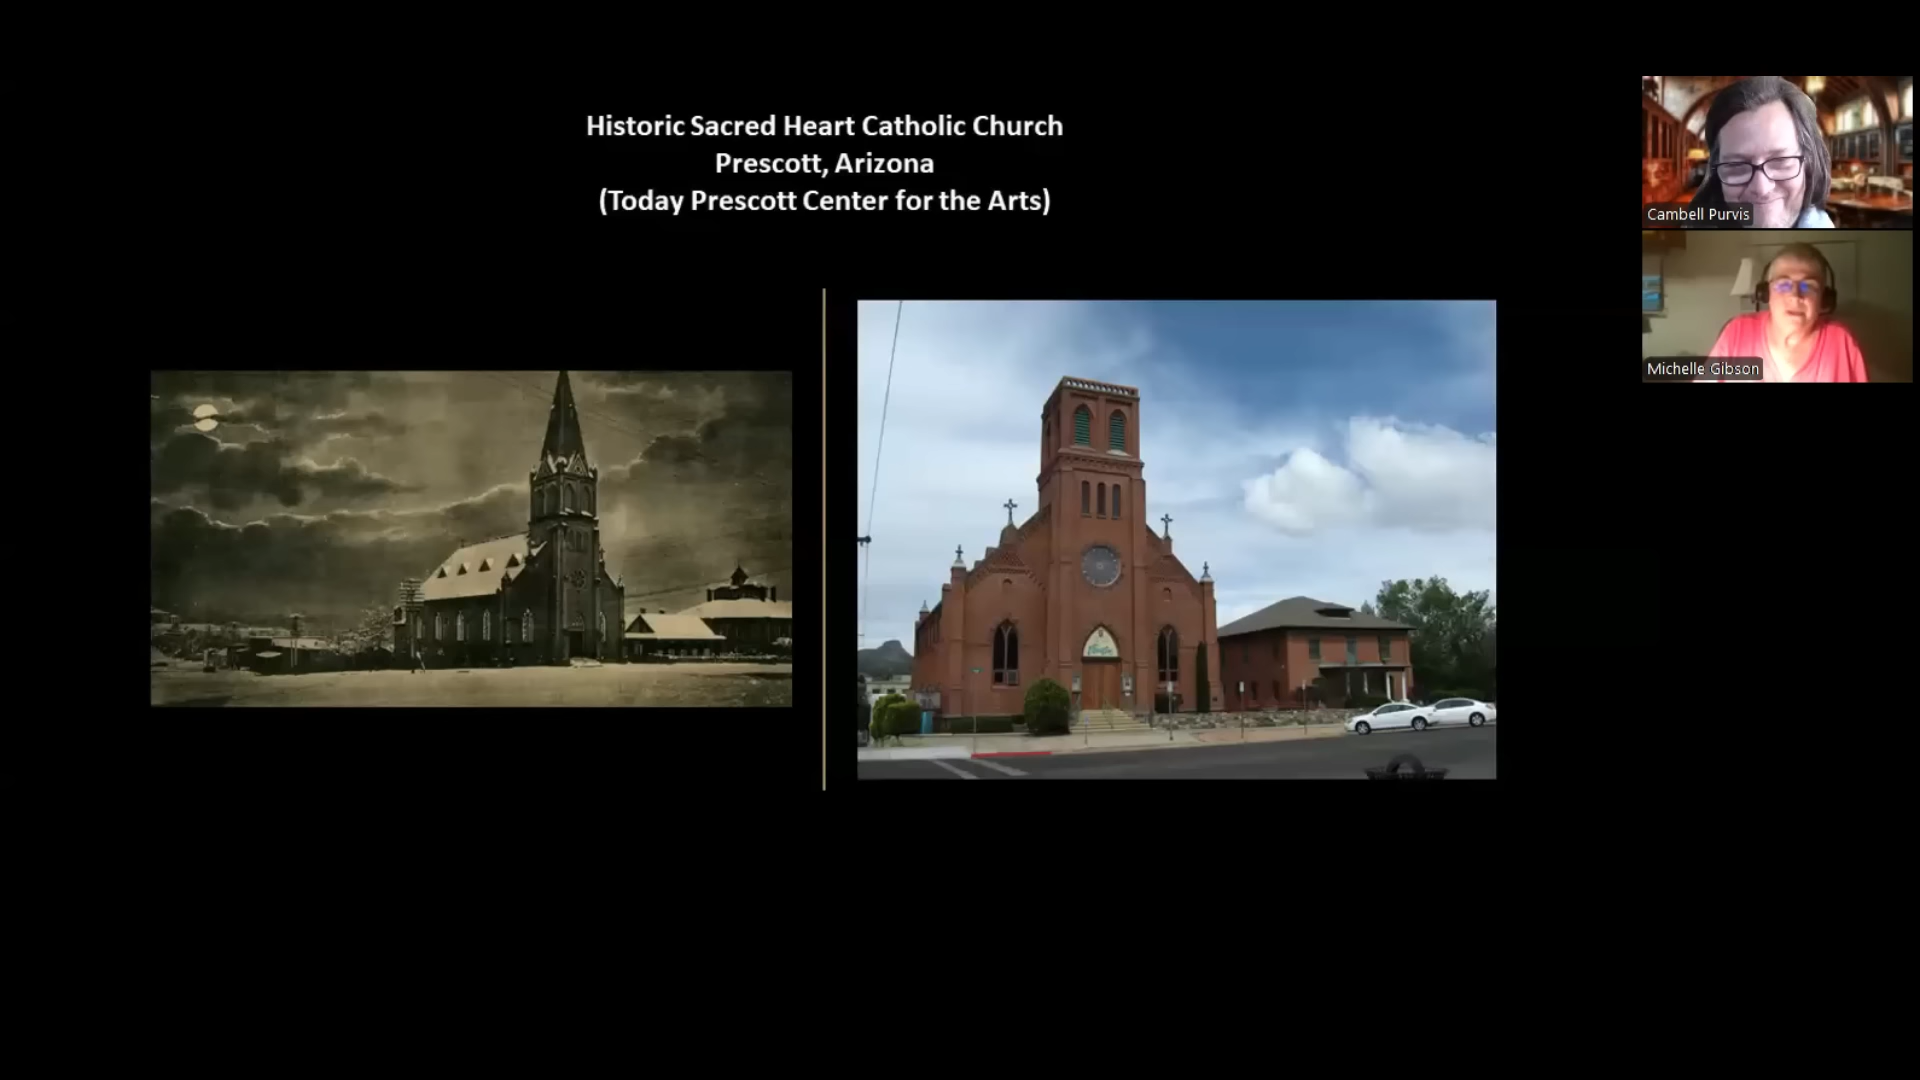 Historic Sacred Heart Catholic Church
Prescott, Arizona
(Today Prescott Center for the Arts)
Cambell Purvis
Michelle Gibson